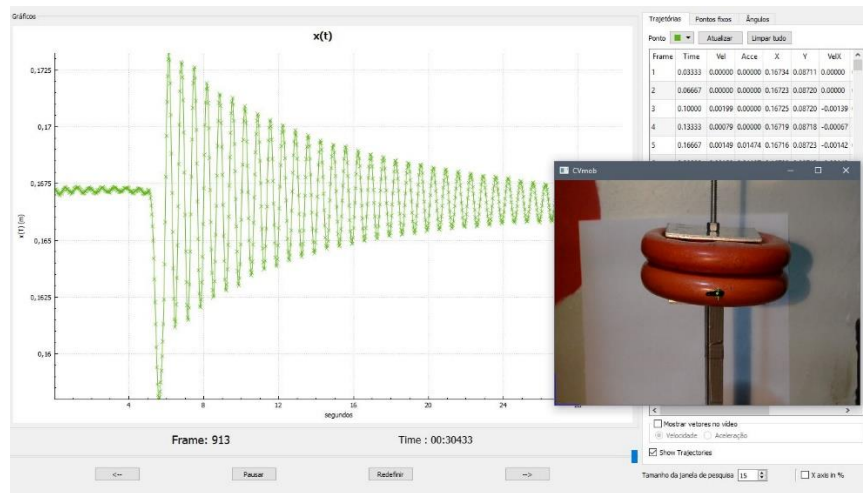 Gráficos
x(t)
0,1725
0,17
0,1675
0,165
0,1625
0,16
x(t) (m)
4 8 12 16 20 24
segundos
Frame: 913 Time : 00:30433
<-- Pausar Redefinir -->
Trajetórias Pontos fixos Ângulos
Ponto Atualizar Limpar tudo
Frame Time Vel Acce X Y VelX
1 0.03333 0.00000 0.00000 0.16734 0.08711 0.00000
2 0.06667 0.00000 0.00000 0.16723 0.08720 0.00000
3 0.10000 0.00199 0.00000 0.16725 0.08720 -0.00139
4 0.13333 0.00079 0.00000 0.16719 0.08718 -0.00067
5 0.16667 0.00149 0.01474 0.16716 0.08723 -0.00142
CVmob
Mostrar vetores no vídeo
Velocidade Aceleração
Show Trajectories
Tamanho da janela de pesquisa 15 X axis in %